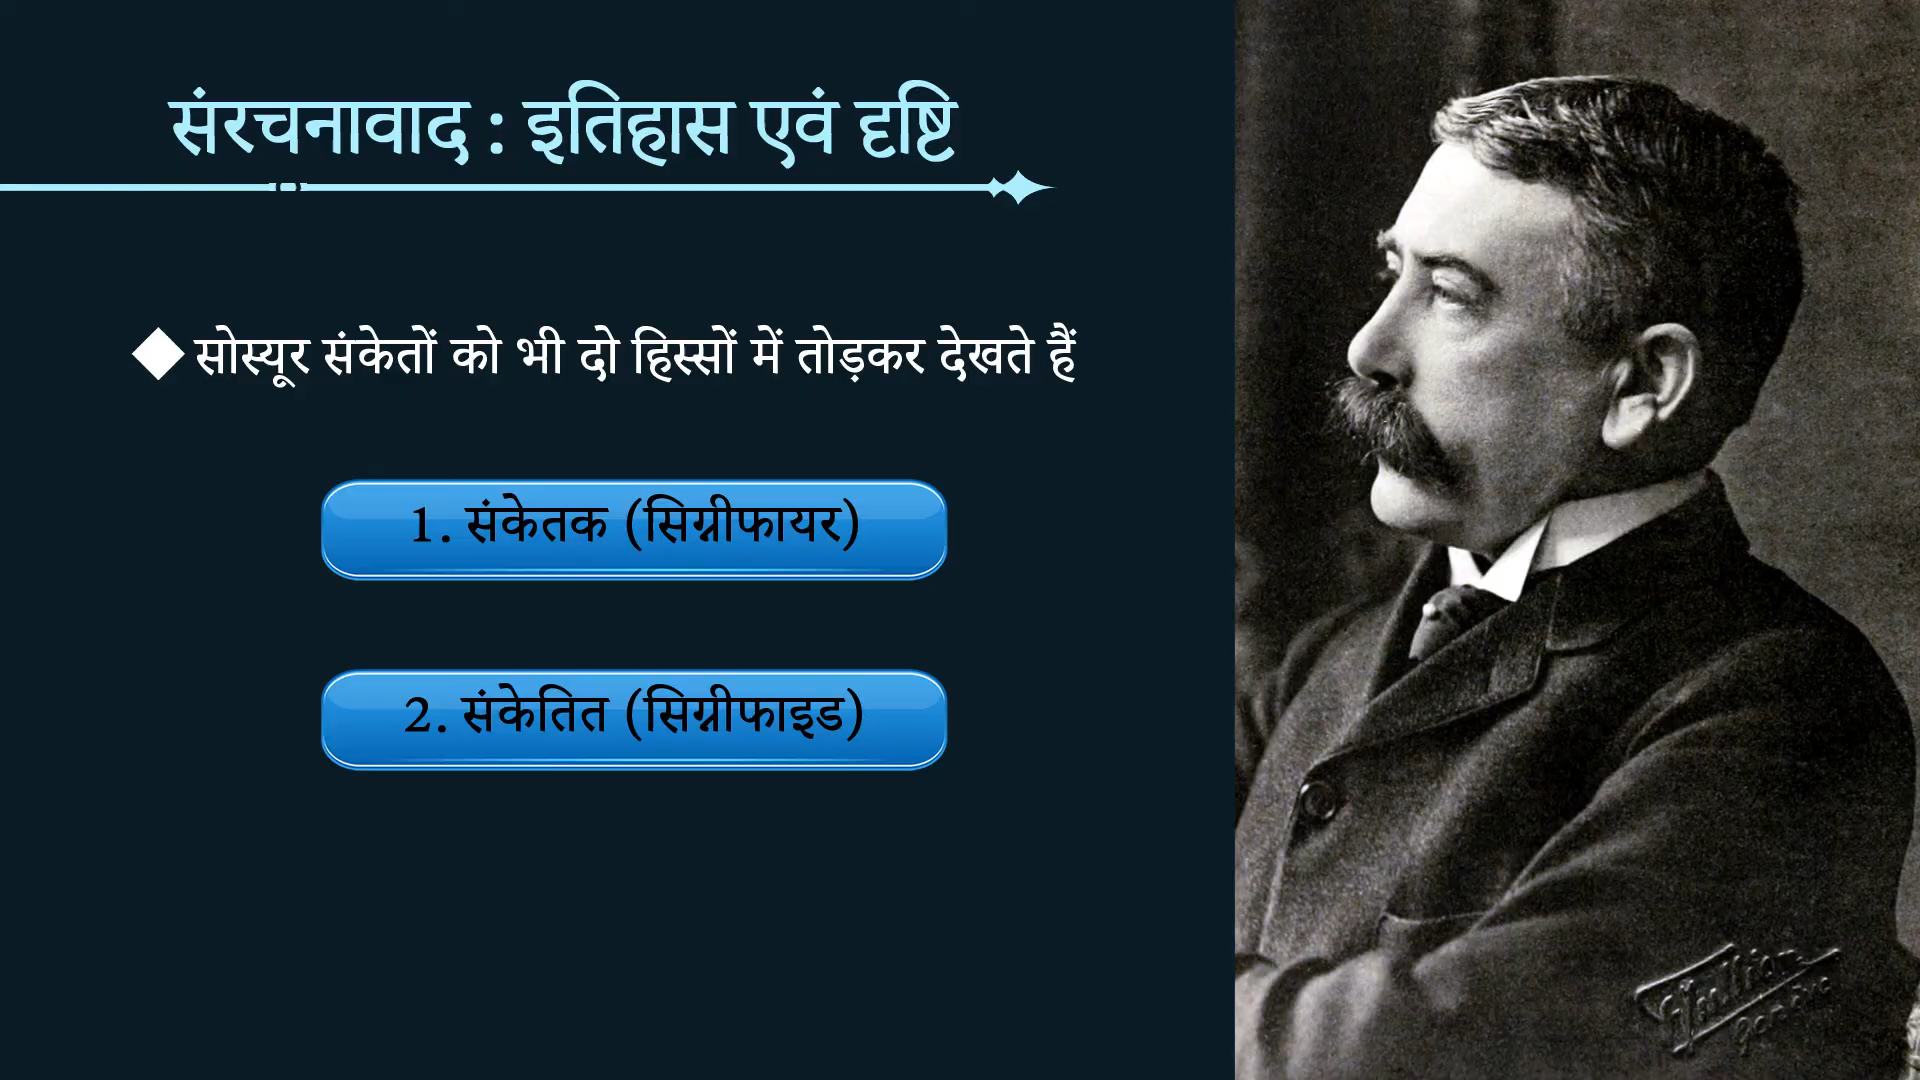 संरचनावाद : इतिहास एवं दृष्टि
सोस्यूर संकेतों को भी दो हिस्सों में तोड़कर देखते हैं
1. संकेतक (सिग्नीफायर)
2. संकेतित (सिग्नीफाइड)